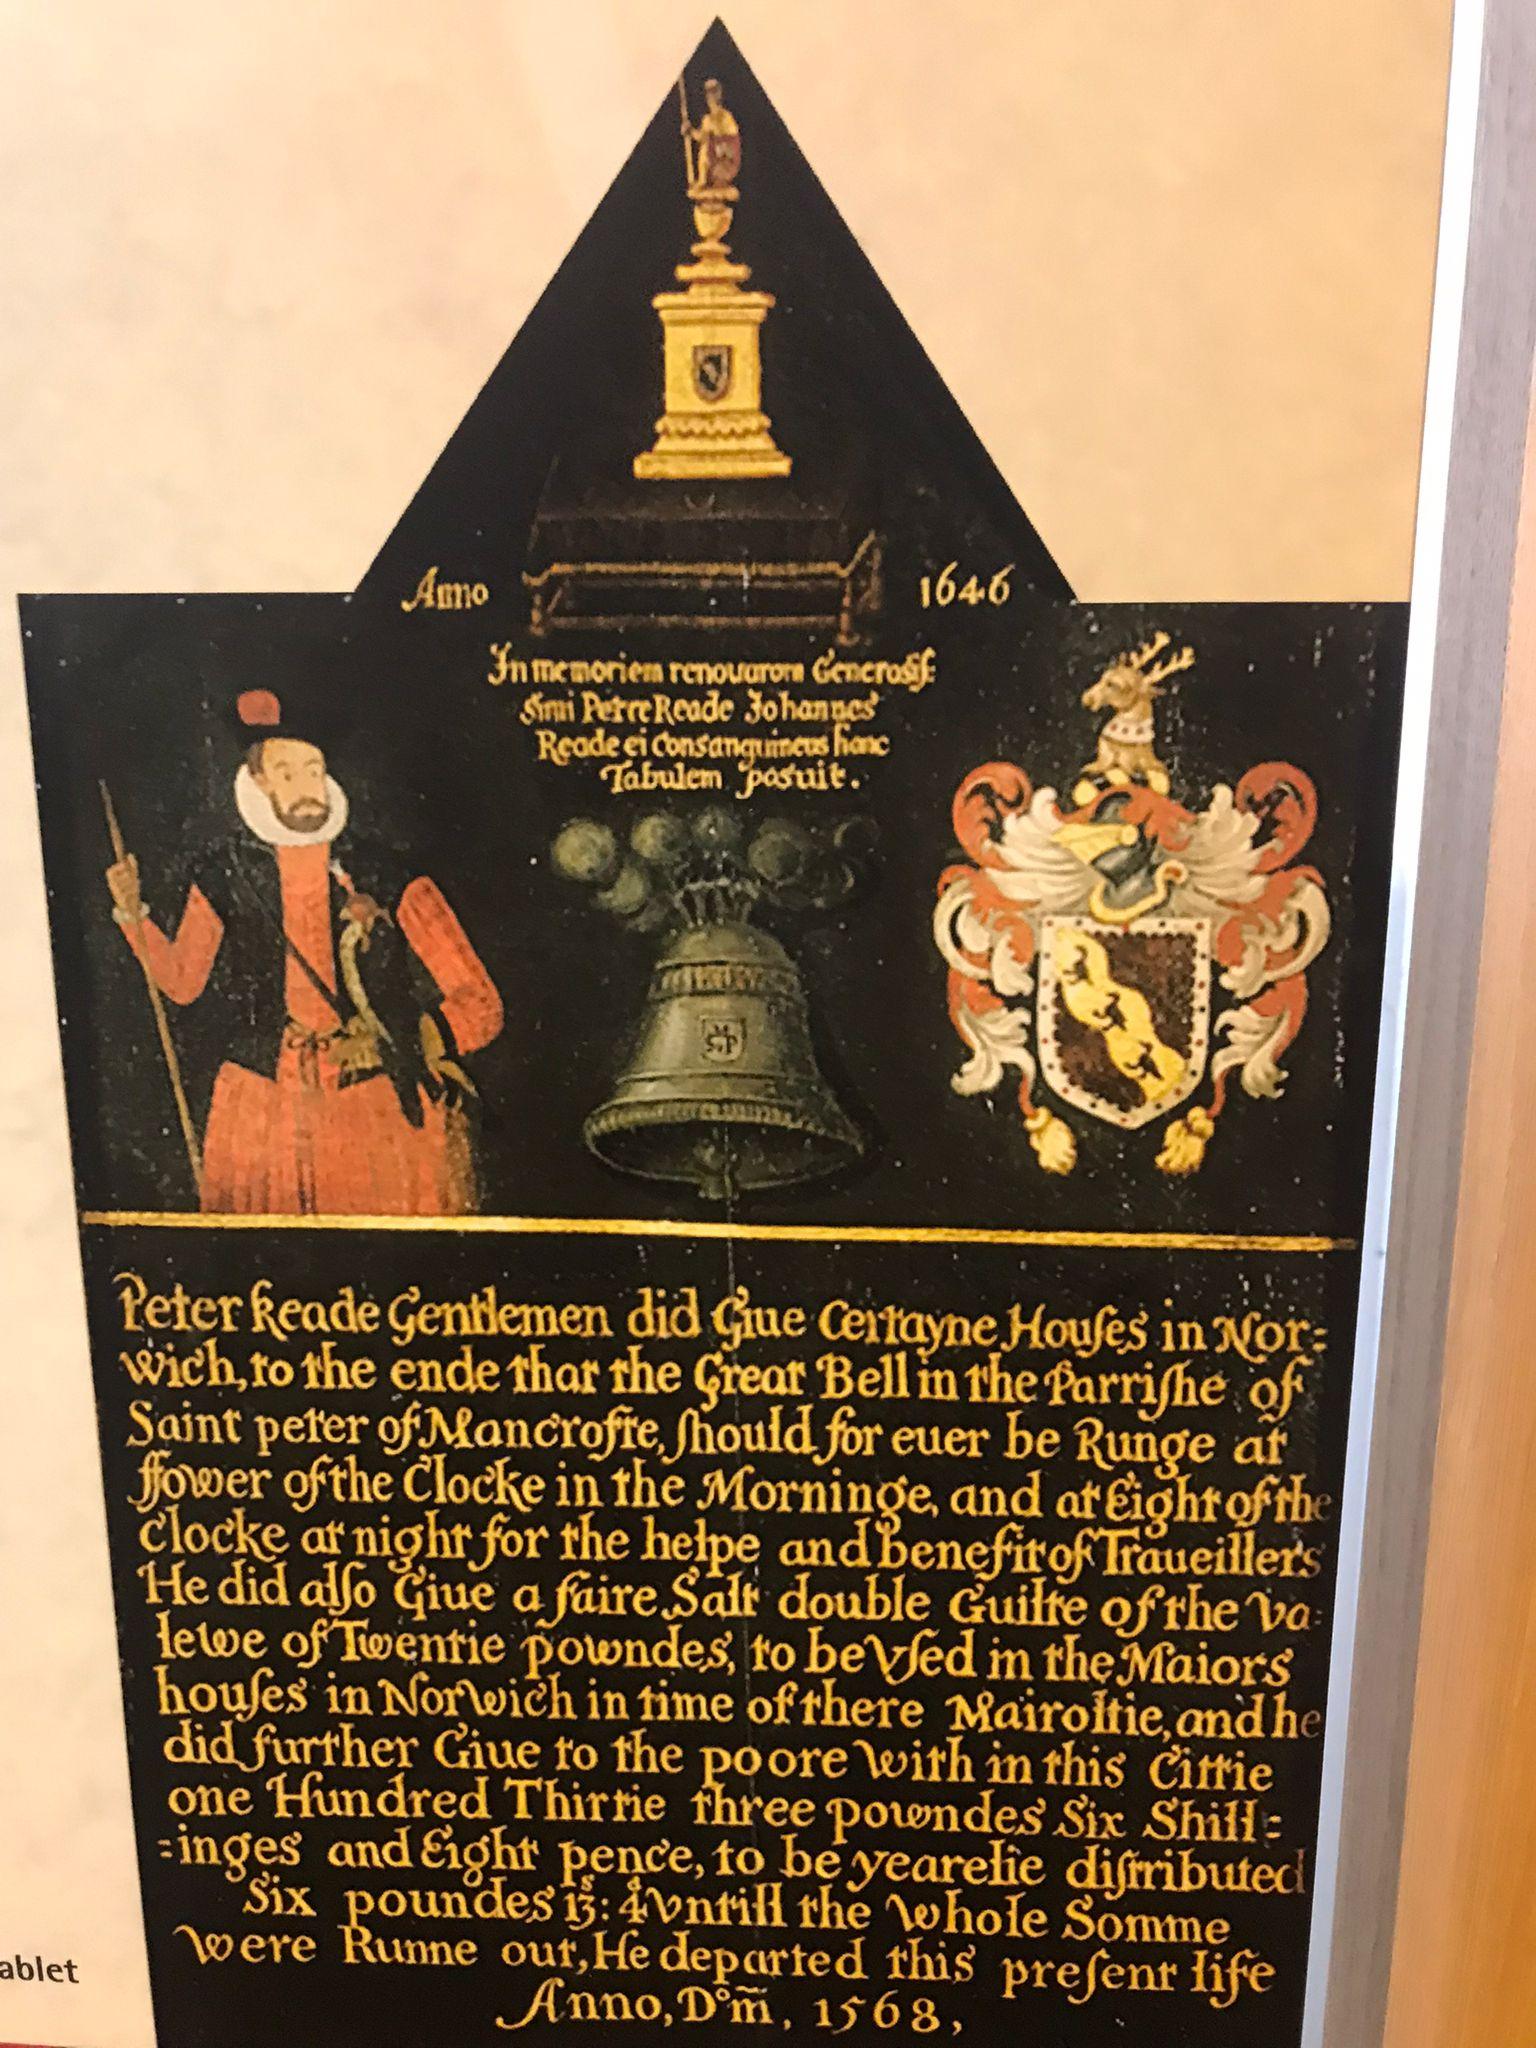 Anno 1646
In memoriem renouarom Generosiss:
simi Petre Reade Johannes
Reade ei Consanguineus hanc
Tabulem posuit.
Peter Reade Gentlemen did Giue Certayne Houſes in Nor=
wich, to the ende that the Great Bell in the Parriſhe of
Saint peter of Mancrofte, ſhould for euer be Runge at
ffower of the Clocke in the Morninge, and at Eight of the
Clocke at night for the helpe and benefit of Traueillers
He did alſo Giue a faire Salt double Guilte of the va=
lewe of Twentie powndes, to be Vſed in the Maiors
houſes in Norwich in time of there Mairoltie, and he
did further Giue to the poore with in this Cittie
one Hundred Thirtie three powndes Six Shill=
=inges and Eight pence, to be yearelie diſtributed
Six poundes 13ˢ: 4ᵈ Vntill the whole Somme
were Runne out, He departed this preſent life
Anno, D°m̃, 1568,
ablet